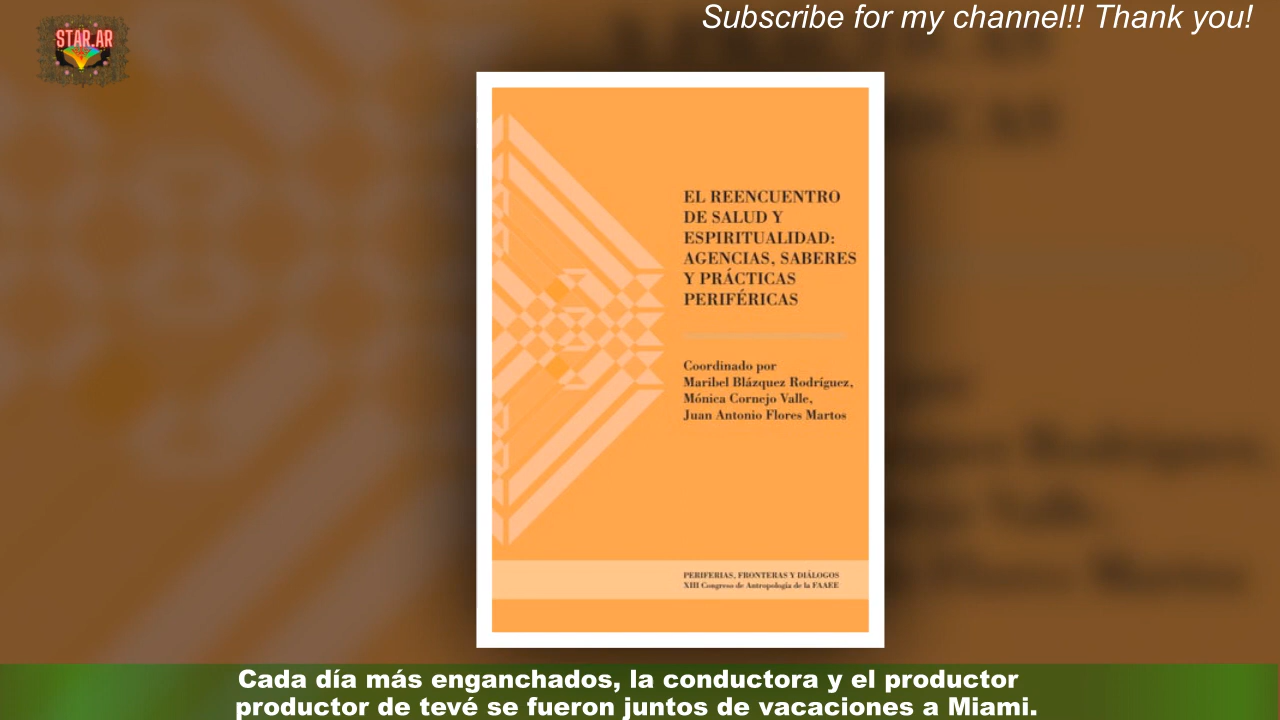 Subscribe for my channel!! Thank you!
STAR.AR
EL REENCUENTRO
DE SALUD Y
ESPIRITUALIDAD:
AGENCIAS, SABERES
Y PRÁCTICAS
PERIFÉRICAS
Coordinado por
Maribel Blázquez Rodríguez,
Mónica Cornejo Valle,
Juan Antonio Flores Martos
PERIFERIAS, FRONTERAS Y DIÁLOGOS
XIII Congreso de Antropología de la FAAEE
Cada día más enganchados, la conductora y el productor
productor de tevé se fueron juntos de vacaciones a Miami.